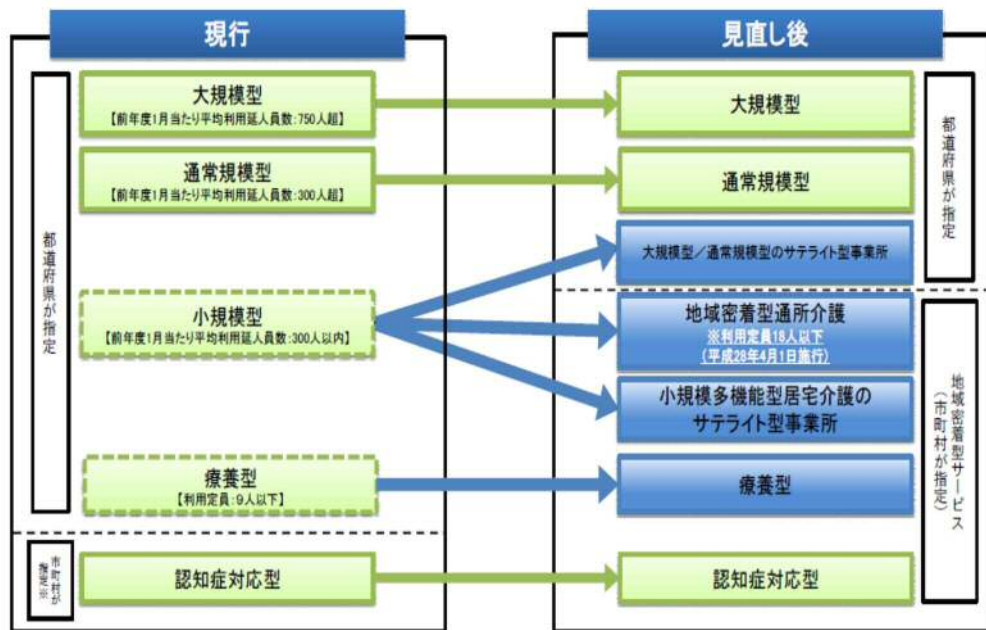 現行
都道府県が指定
大規模型
【前年度1月当たり平均利用延人員数：750人超】
通常規模型
【前年度1月当たり平均利用延人員数：300人超】
小規模型
【前年度1月当たり平均利用延人員数：300人以内】
療養型
【利用定員：9人以下】
市町村が
指定※
認知症対応型
見直し後
大規模型
通常規模型
大規模型／通常規模型のサテライト型事業所
都道府県が指定
地域密着型通所介護
※利用定員18人以下
（平成28年4月1日施行）
小規模多機能型居宅介護の
サテライト型事業所
療養型
認知症対応型
地域密着型サービス
（市町村が指定）